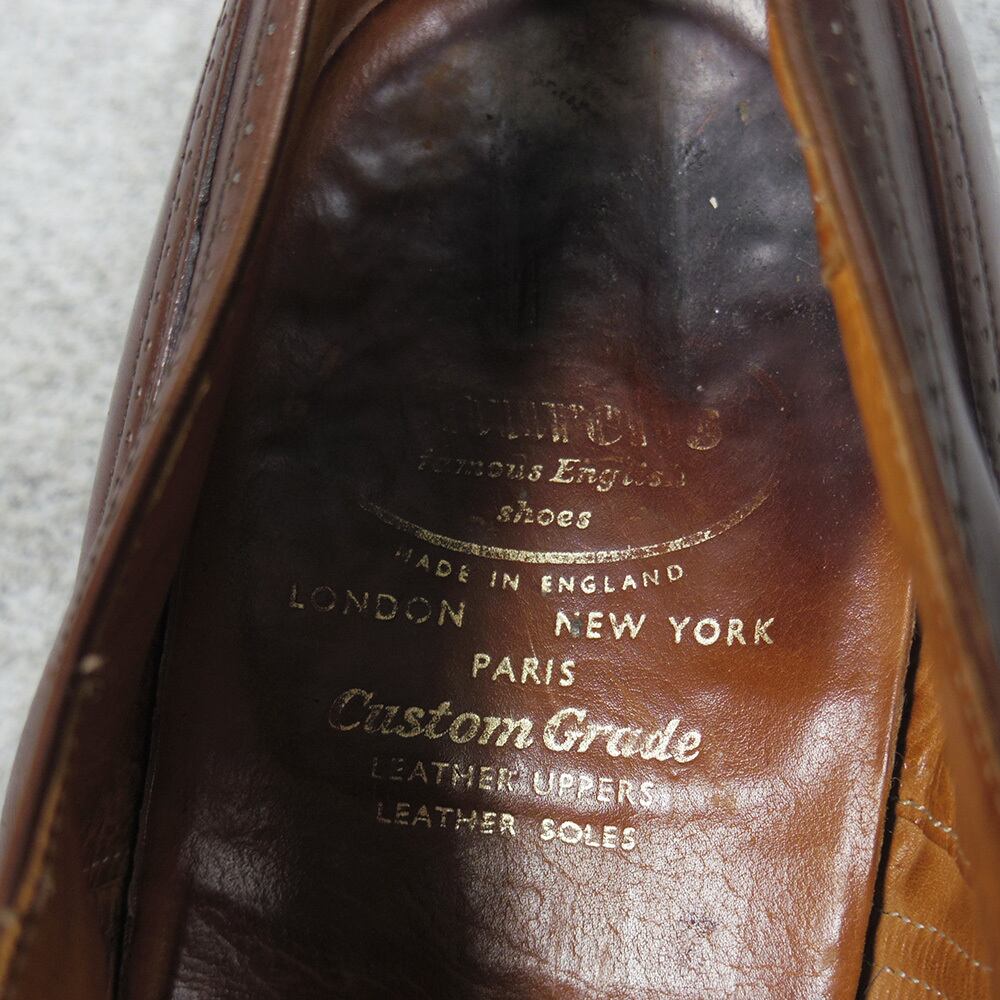 famous English
shoes
MADE IN ENGLAND
LONDON NEW YORK
PARIS
Custom Grade
LEATHER UPPERS
LEATHER SOLES